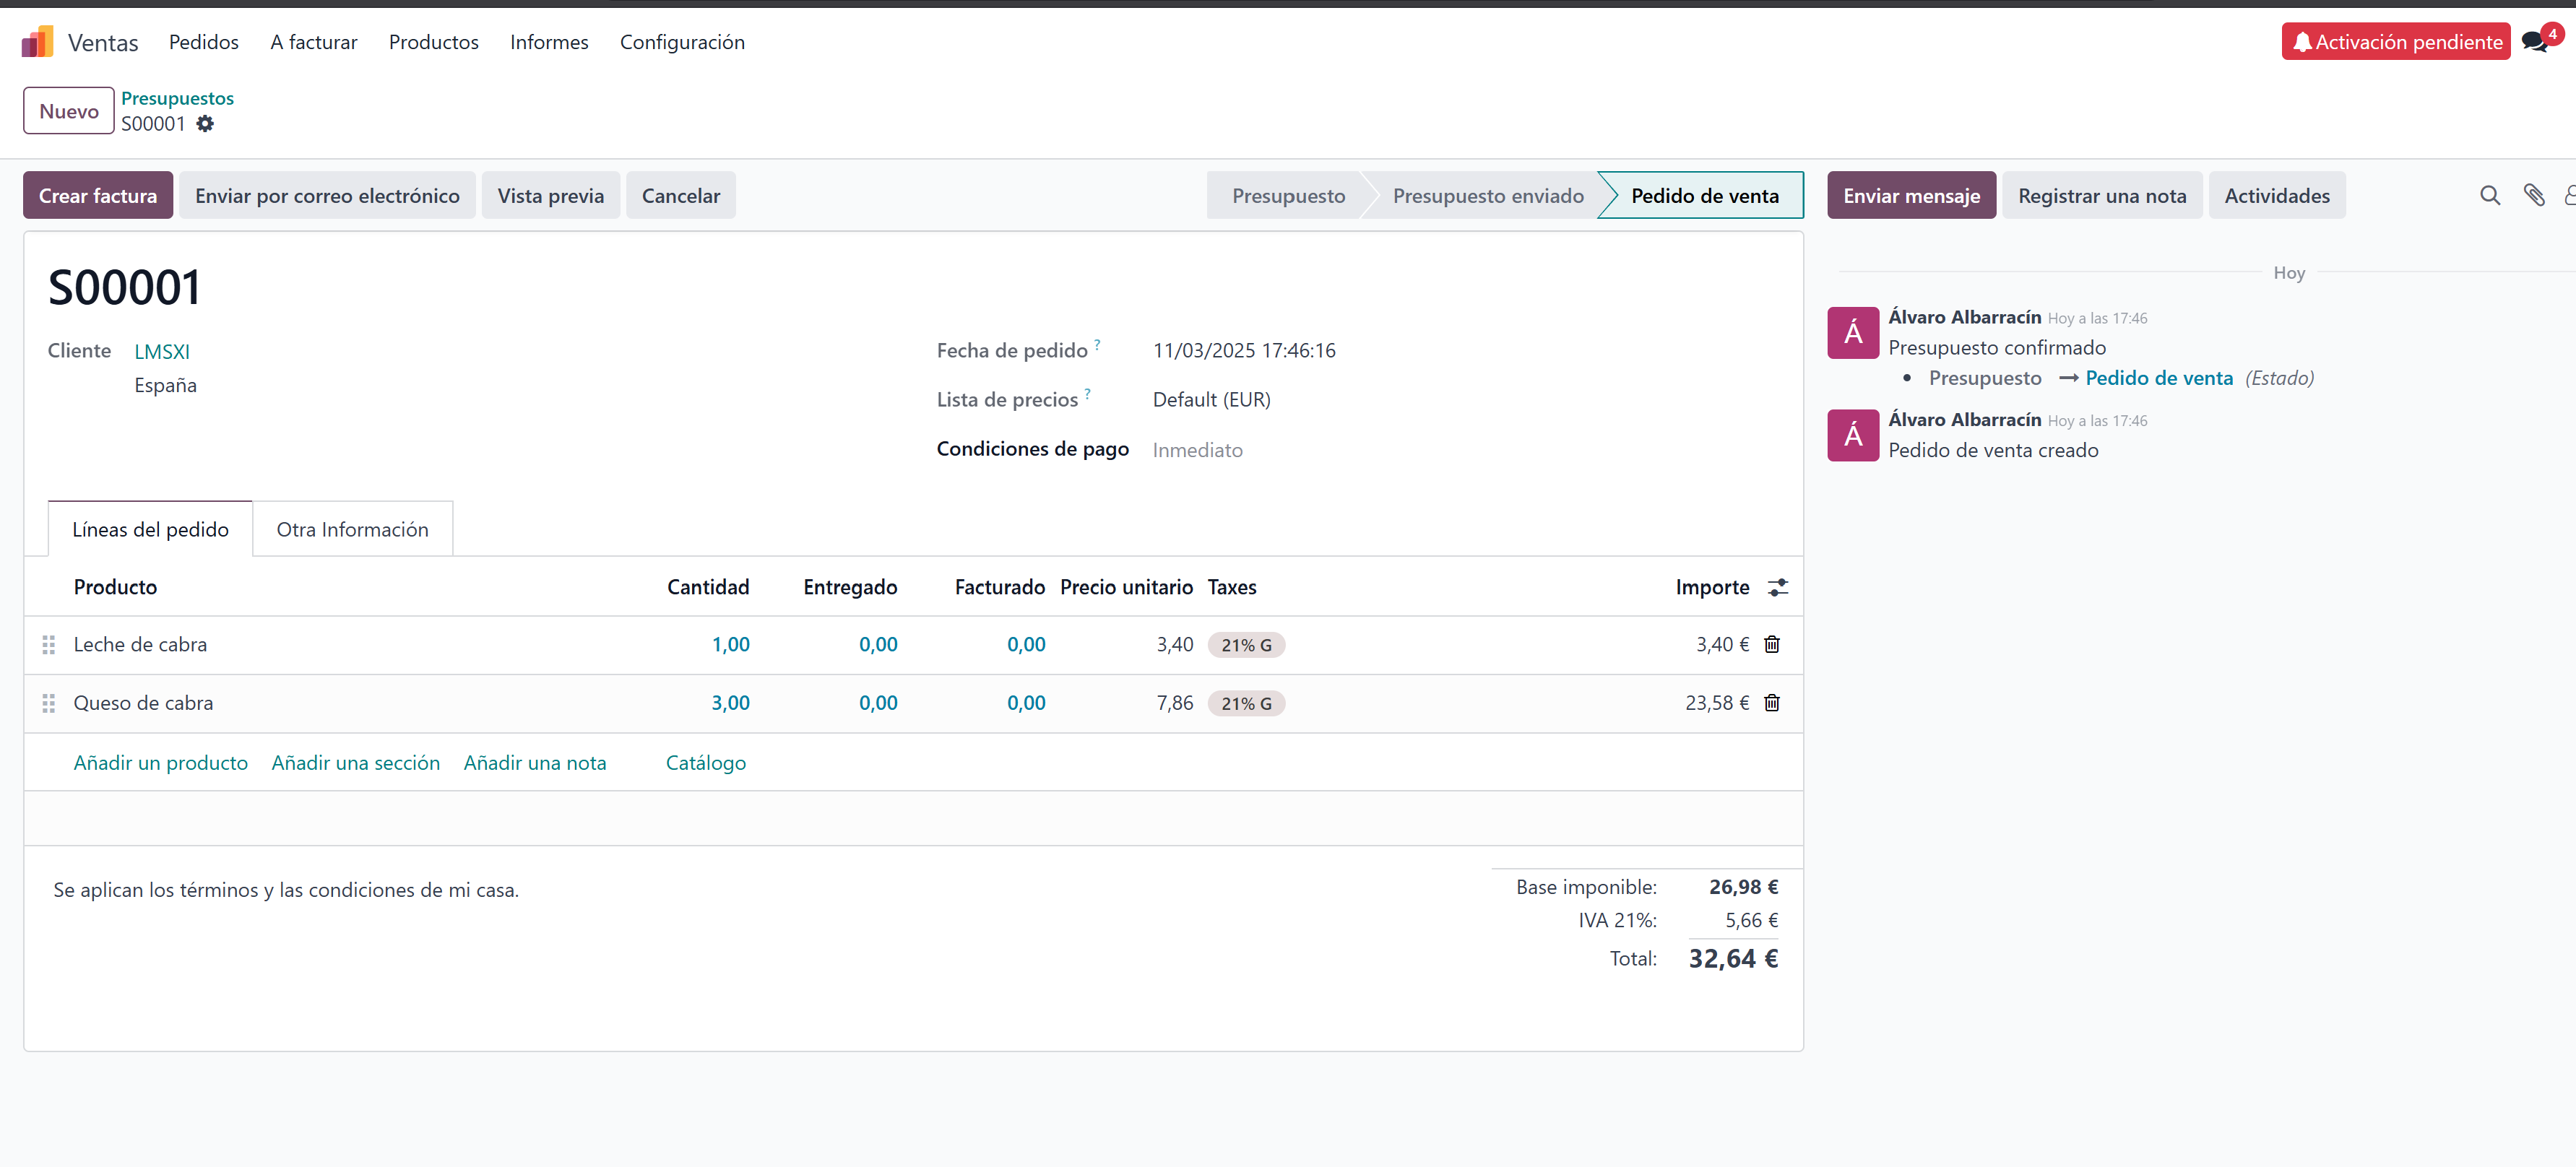 Ventas Pedidos A facturar Productos Informes Configuración Activación pendiente 4
Nuevo Presupuestos
S00001
Crear factura Enviar por correo electrónico Vista previa Cancelar Presupuesto Presupuesto enviado Pedido de venta Enviar mensaje Registrar una nota Actividades
S00001
Cliente LMSXI
España
Fecha de pedido ? 11/03/2025 17:46:16
Lista de precios ? Default (EUR)
Condiciones de pago Inmediato
Líneas del pedido Otra Información
Producto Cantidad Entregado Facturado Precio unitario Taxes Importe
Leche de cabra 1,00 0,00 0,00 3,40 21% G 3,40 €
Queso de cabra 3,00 0,00 0,00 7,86 21% G 23,58 €
Añadir un producto Añadir una sección Añadir una nota Catálogo
Se aplican los términos y las condiciones de mi casa.
Base imponible: 26,98 €
IVA 21%: 5,66 €
Total: 32,64 €
Hoy
Á Álvaro Albarracín Hoy a las 17:46
Presupuesto confirmado
• Presupuesto → Pedido de venta (Estado)
Á Álvaro Albarracín Hoy a las 17:46
Pedido de venta creado